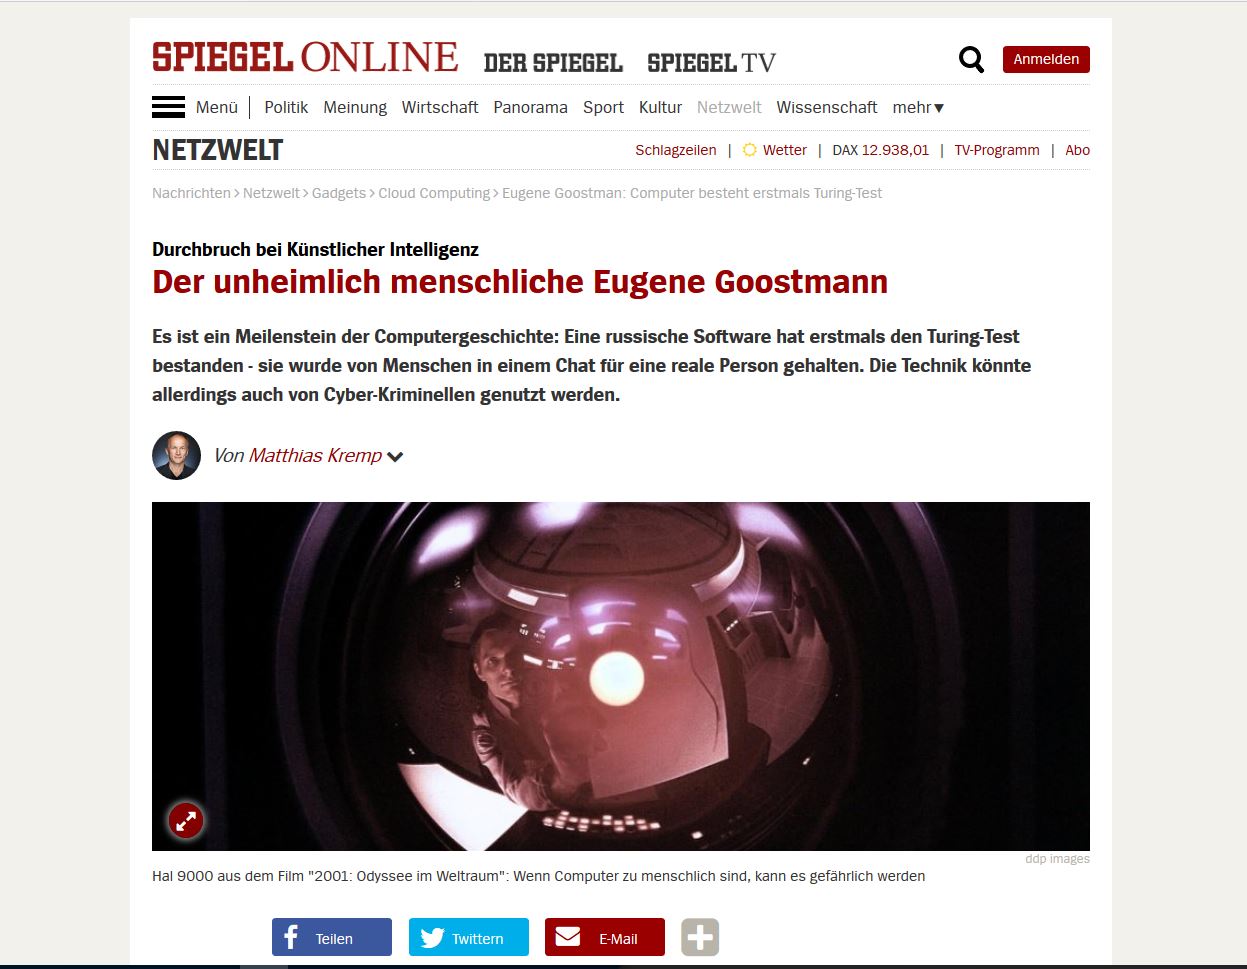 SPIEGEL ONLINE DER SPIEGEL SPIEGEL TV Anmelden
Menü Politik Meinung Wirtschaft Panorama Sport Kultur Netzwelt Wissenschaft mehr▼
NETZWELT
Schlagzeilen | Wetter | DAX 12.938,01 | TV-Programm | Abo
Nachrichten > Netzwelt > Gadgets > Cloud Computing > Eugene Goostman: Computer besteht erstmals Turing-Test
Durchbruch bei Künstlicher Intelligenz
Der unheimlich menschliche Eugene Goostmann
Es ist ein Meilenstein der Computergeschichte: Eine russische Software hat erstmals den Turing-Test
bestanden - sie wurde von Menschen in einem Chat für eine reale Person gehalten. Die Technik könnte
allerdings auch von Cyber-Kriminellen genutzt werden.
Von Matthias Kremp
ddp images
Hal 9000 aus dem Film "2001: Odyssee im Weltraum": Wenn Computer zu menschlich sind, kann es gefährlich werden
Teilen Twittern E-Mail